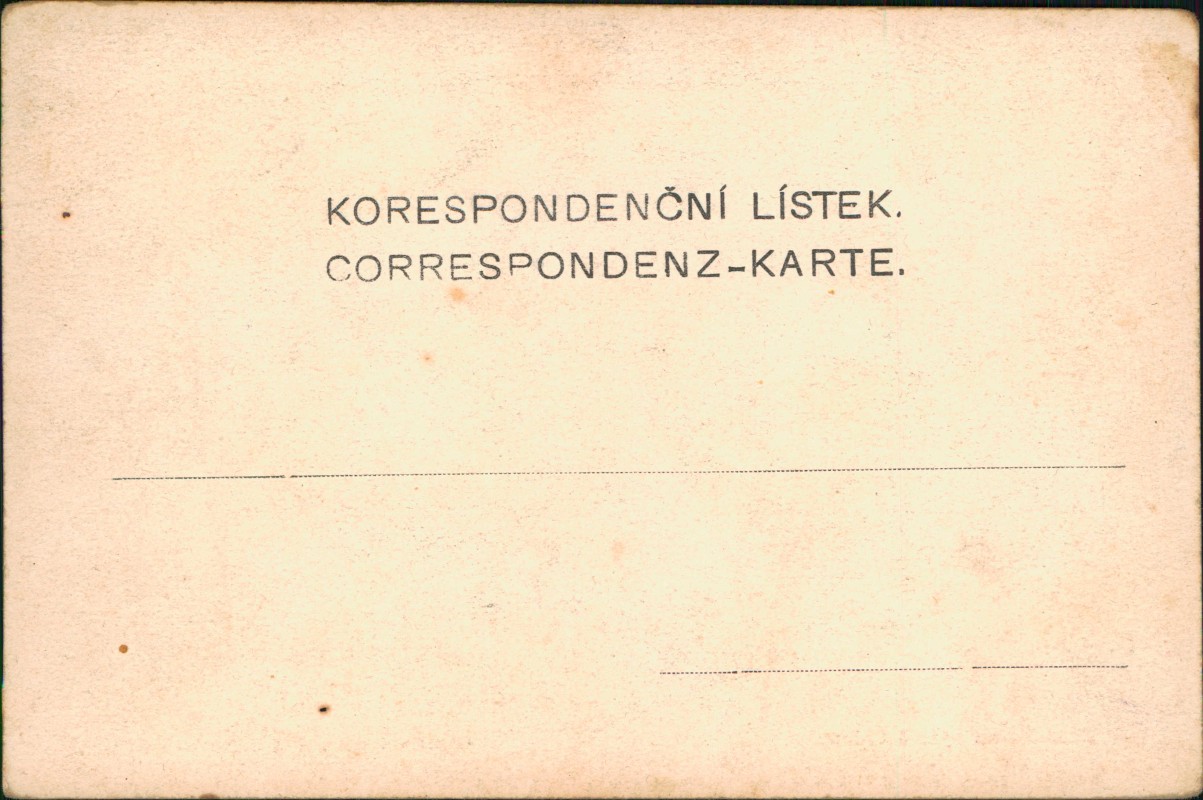 KORESPONDENČNÍ LÍSTEK.
CORRESPONDENZ-KARTE.